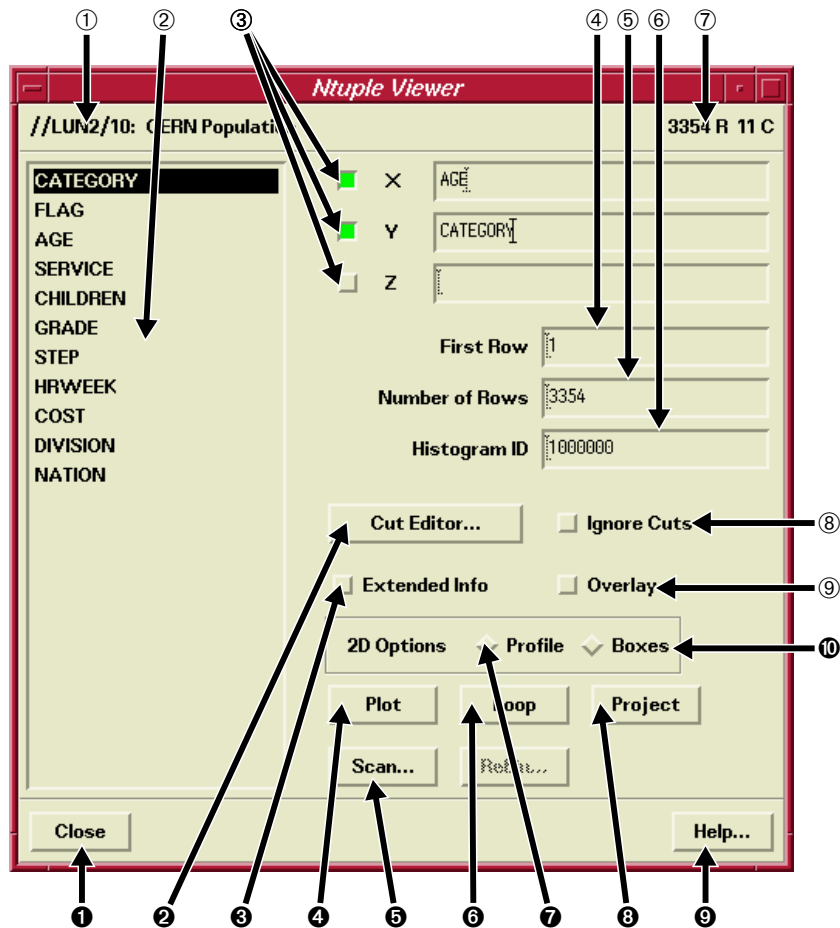 ① ② ③ ④ ⑤ ⑥ ⑦
Ntuple Viewer
//LUN2/10: CERN Populatio 3354 R 11 C
CATEGORY
FLAG
AGE
SERVICE
CHILDREN
GRADE
STEP
HRWEEK
COST
DIVISION
NATION
X AGE
Y CATEGORY
Z
First Row 1
Number of Rows 3354
Histogram ID 1000000
Cut Editor... Ignore Cuts ⑧
Extended Info Overlay ⑨
2D Options Profile Boxes ❿
Plot Loop Project
Scan... Rebin...
Close Help...
❶ ❷ ❸ ❹ ❺ ❻ ❼ ❽ ❾